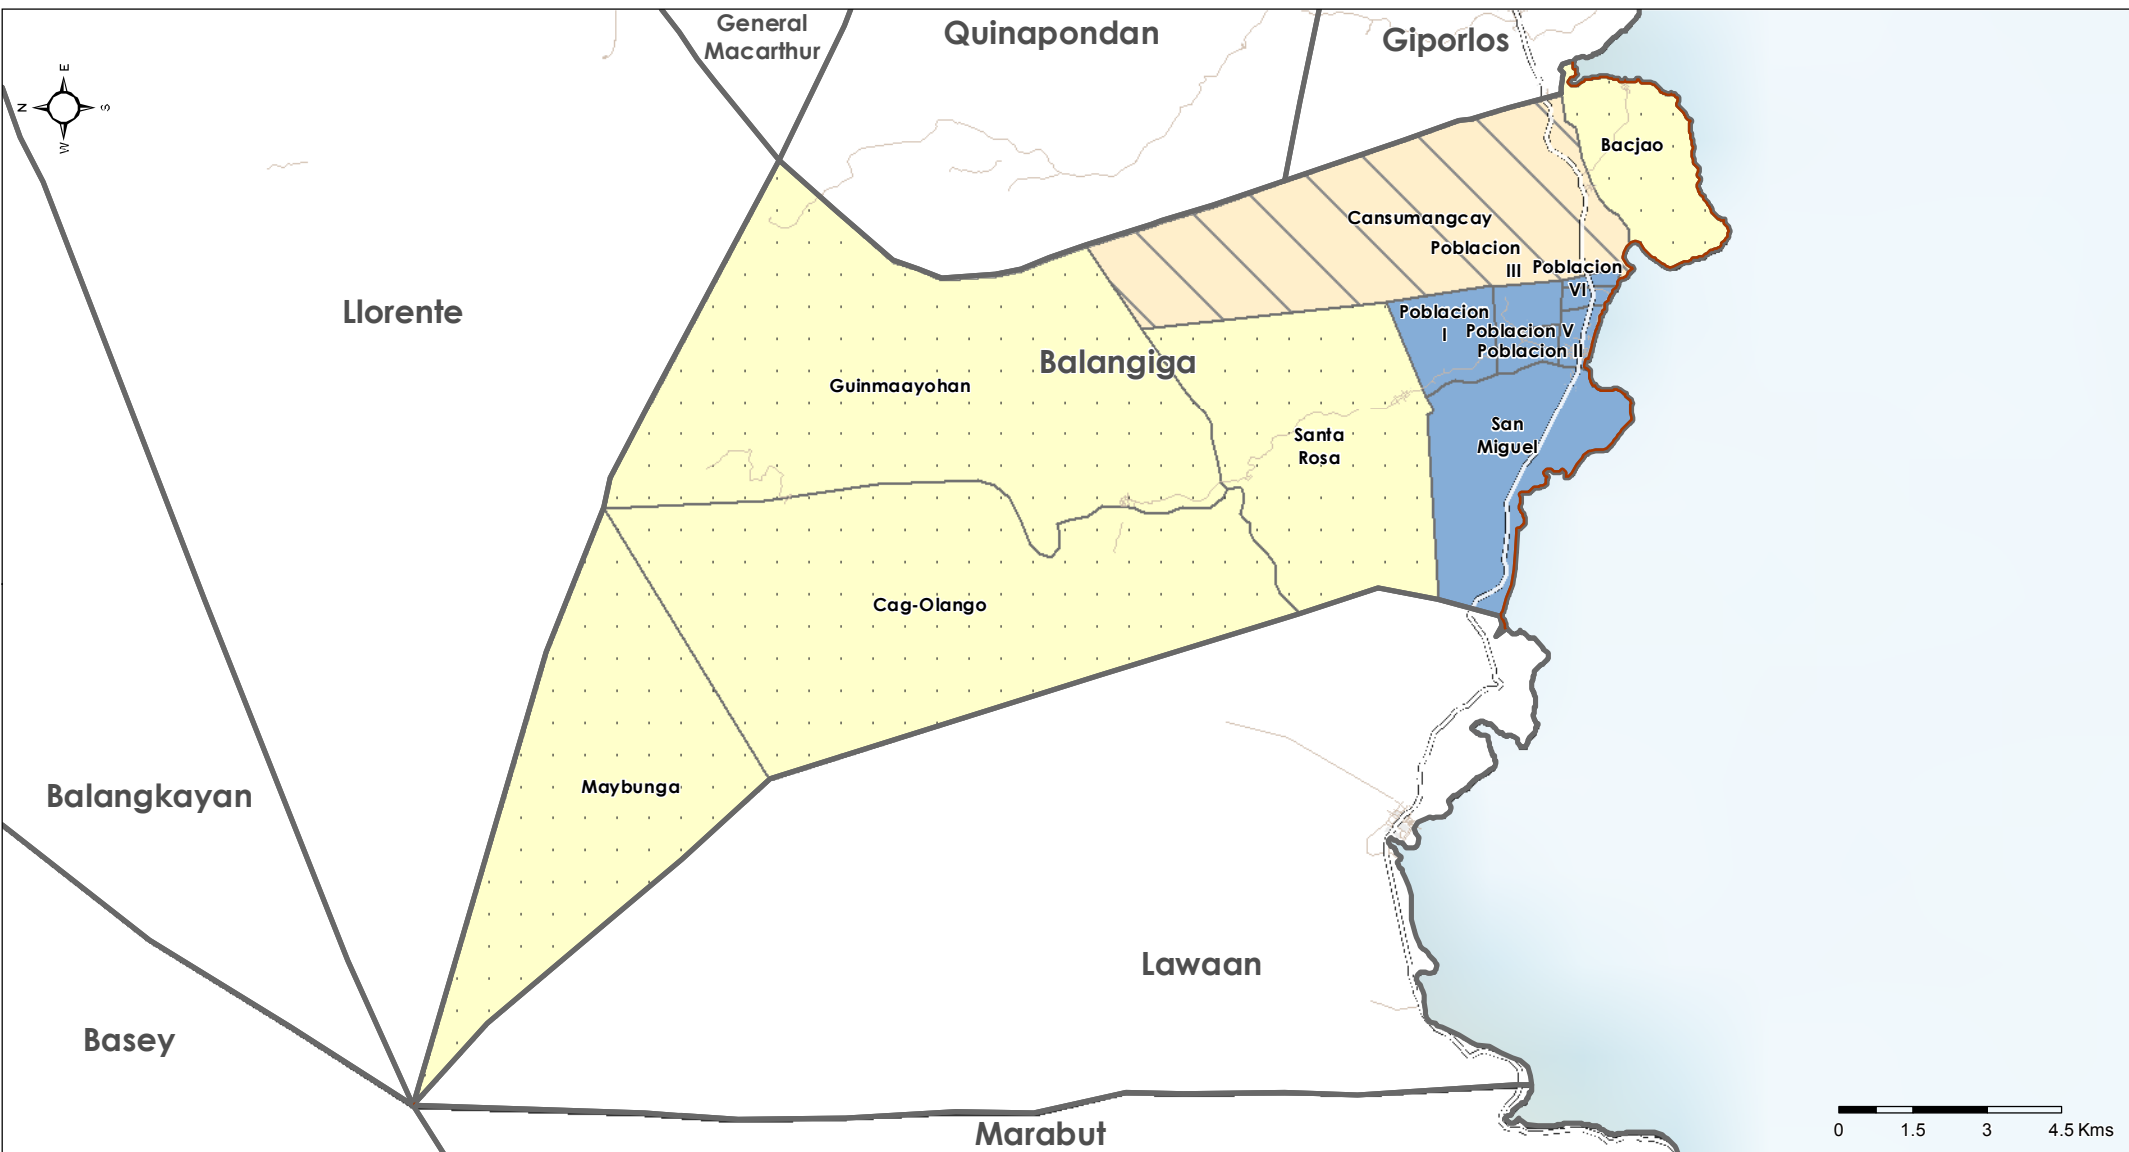 General
Macarthur
Quinapondan
Giporlos
E
N
S
W
Bacjao
Cansumangcay
Poblacion
III
Poblacion
VI
Llorente
Poblacion
I
Poblacion V
Poblacion II
Balangiga
Guinmaayohan
Santa
Rosa
San
Miguel
Cag-Olango
Maybunga
Balangkayan
Lawaan
Basey
Marabut
0 1.5 3 4.5 Kms